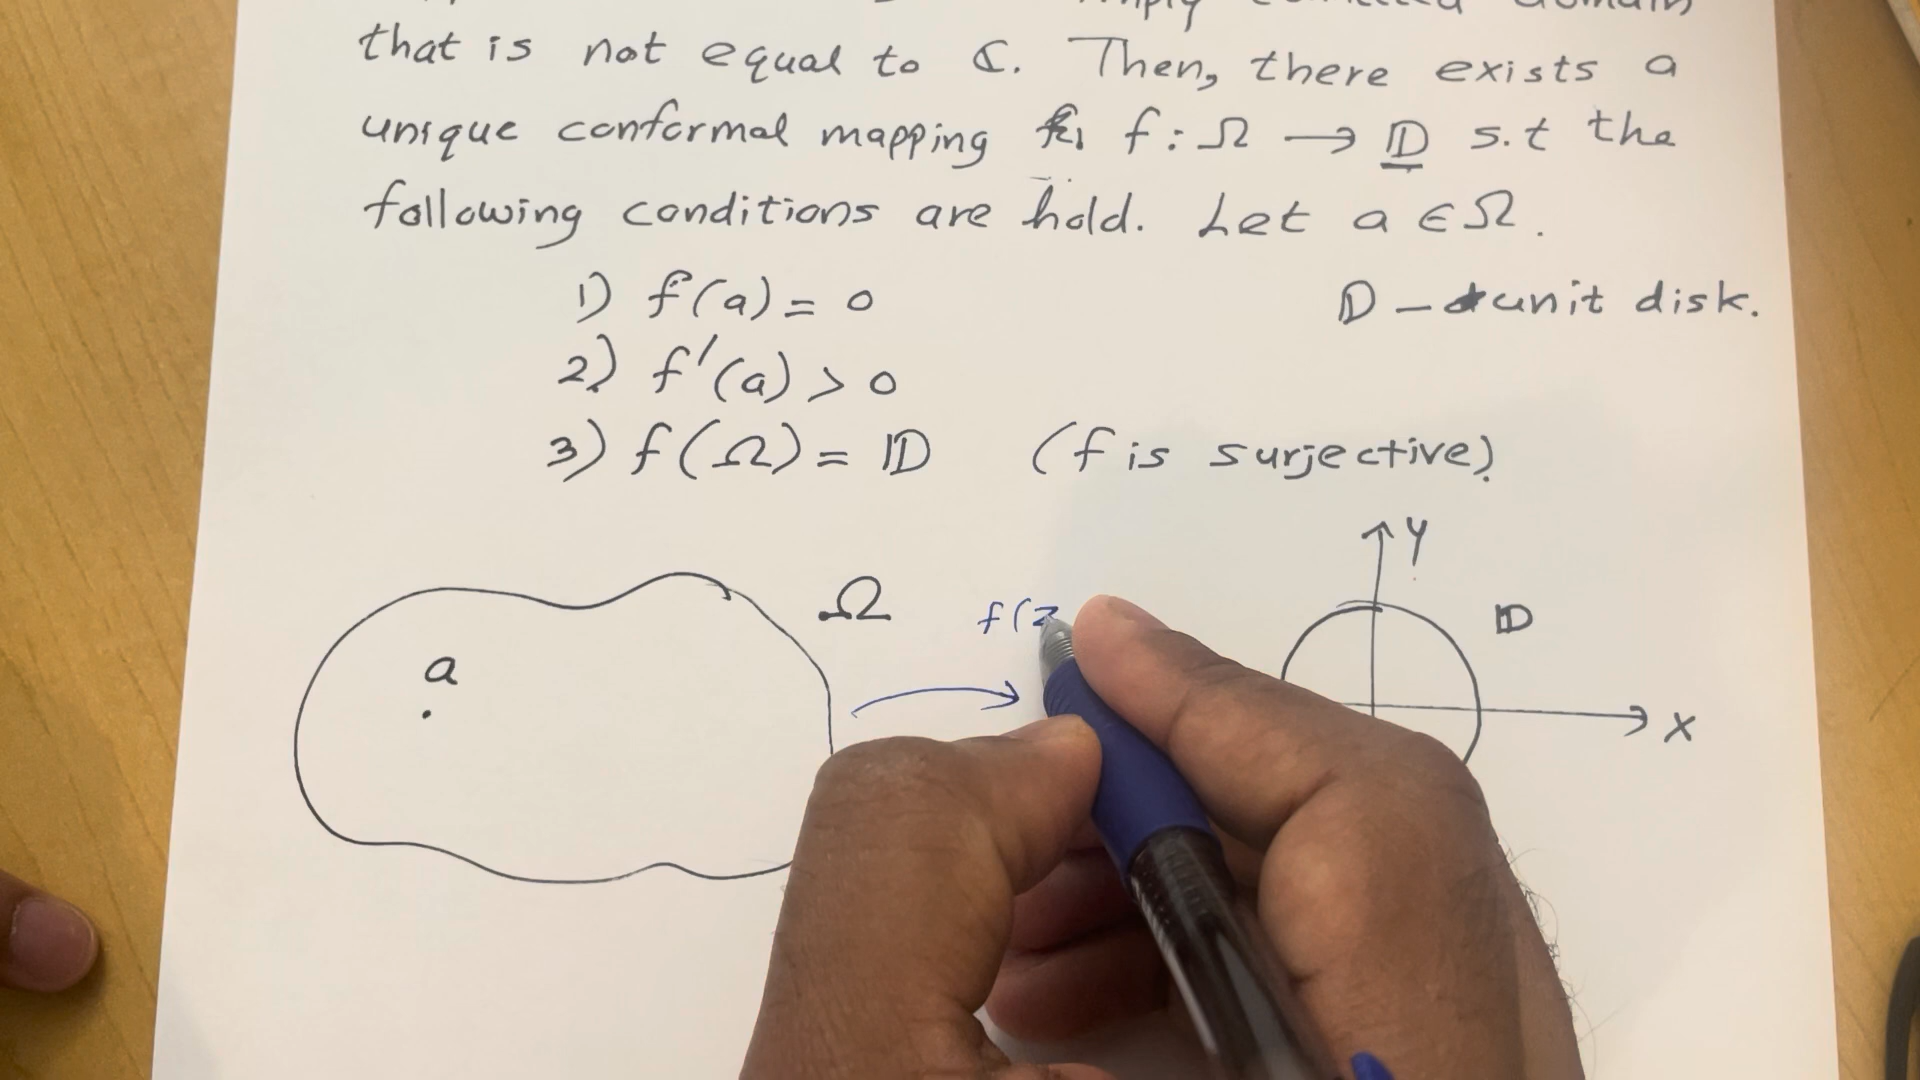 that is not equal to ℂ. Then, there exists a
unique conformal mapping f : Ω → 𝔻 s.t the
following conditions are hold. Let a ∈ Ω.
1) f(a) = 0
𝔻 – unit disk.
2) f'(a) > 0
3) f(Ω) = 𝔻 (f is surjective)
y
Ω
f(z
𝔻
a
x